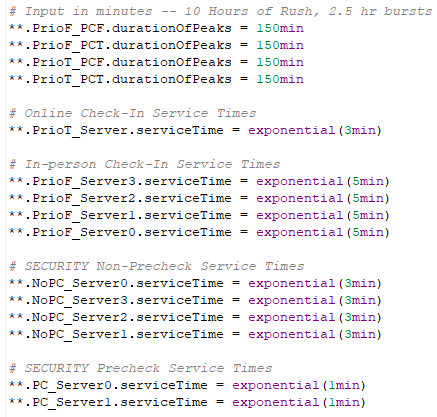 # Input in minutes -- 10 Hours of Rush, 2.5 hr bursts
**.PrioF_PCF.durationOfPeaks = 150min
**.PrioF_PCT.durationOfPeaks = 150min
**.PrioT_PCF.durationOfPeaks = 150min
**.PrioT_PCT.durationOfPeaks = 150min
# Online Check-In Service Times
**.PrioT_Server.serviceTime = exponential(3min)
# In-person Check-In Service Times
**.PrioF_Server3.serviceTime = exponential(5min)
**.PrioF_Server2.serviceTime = exponential(5min)
**.PrioF_Server1.serviceTime = exponential(5min)
**.PrioF_Server0.serviceTime = exponential(5min)
# SECURITY Non-Precheck Service Times
**.NoPC_Server0.serviceTime = exponential(3min)
**.NoPC_Server3.serviceTime = exponential(3min)
**.NoPC_Server2.serviceTime = exponential(3min)
**.NoPC_Server1.serviceTime = exponential(3min)
# SECURITY Precheck Service Times
**.PC_Server0.serviceTime = exponential(1min)
**.PC_Server1.serviceTime = exponential(1min)